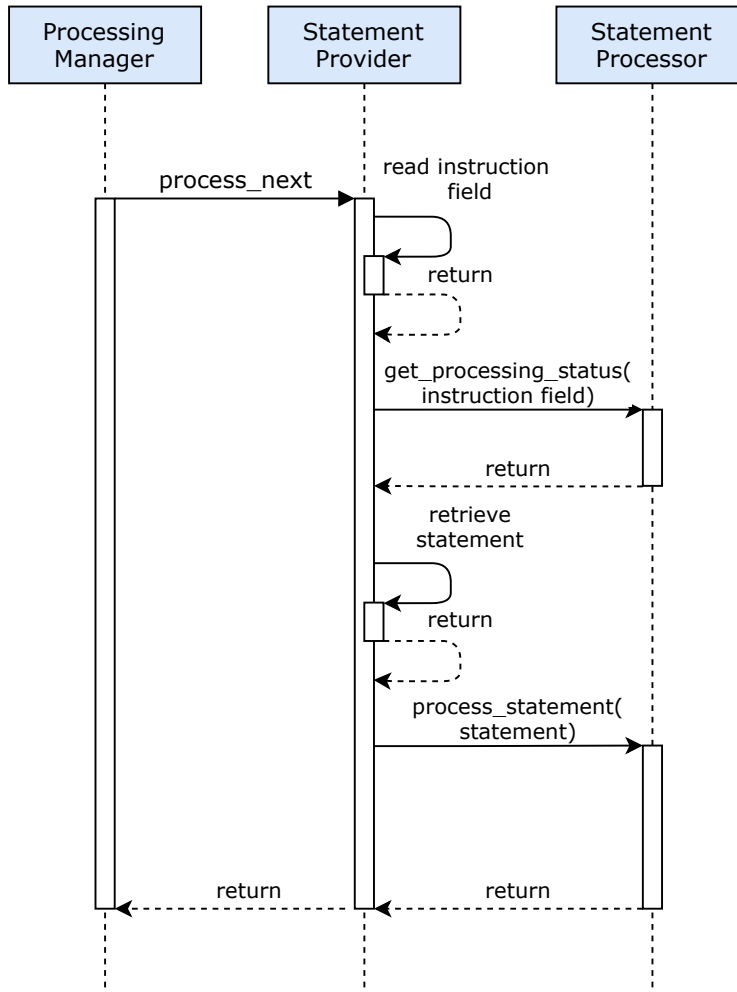 Processing
Manager
Statement
Provider
Statement
Processor
process_next
read instruction
field
return
get_processing_status(
instruction field)
return
retrieve
statement
return
process_statement(
statement)
return
return